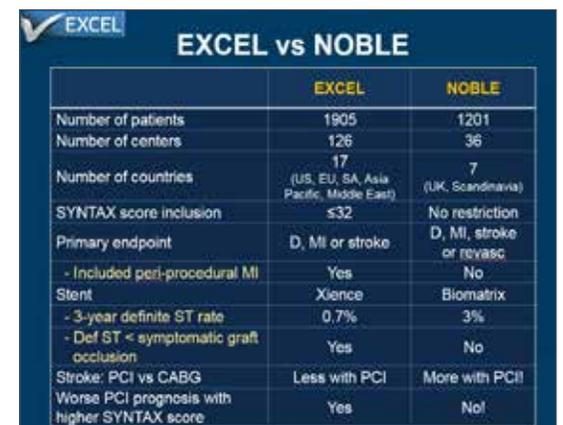 EXCEL
EXCEL vs NOBLE
EXCEL NOBLE
Number of patients 1905 1201
Number of centers 126 36
Number of countries 17 7
(US, EU, SA, Asia (UK, Scandinavia)
Pacific, Middle East)
SYNTAX score inclusion ≤32 No restriction
Primary endpoint D, MI or stroke D, MI, stroke
or revasc
- Included peri-procedural MI Yes No
Stent Xience Biomatrix
- 3-year definite ST rate 0.7% 3%
- Def ST < symptomatic graft Yes No
occlusion
Stroke: PCI vs CABG Less with PCI More with PCI!
Worse PCI prognosis with Yes No!
higher SYNTAX score